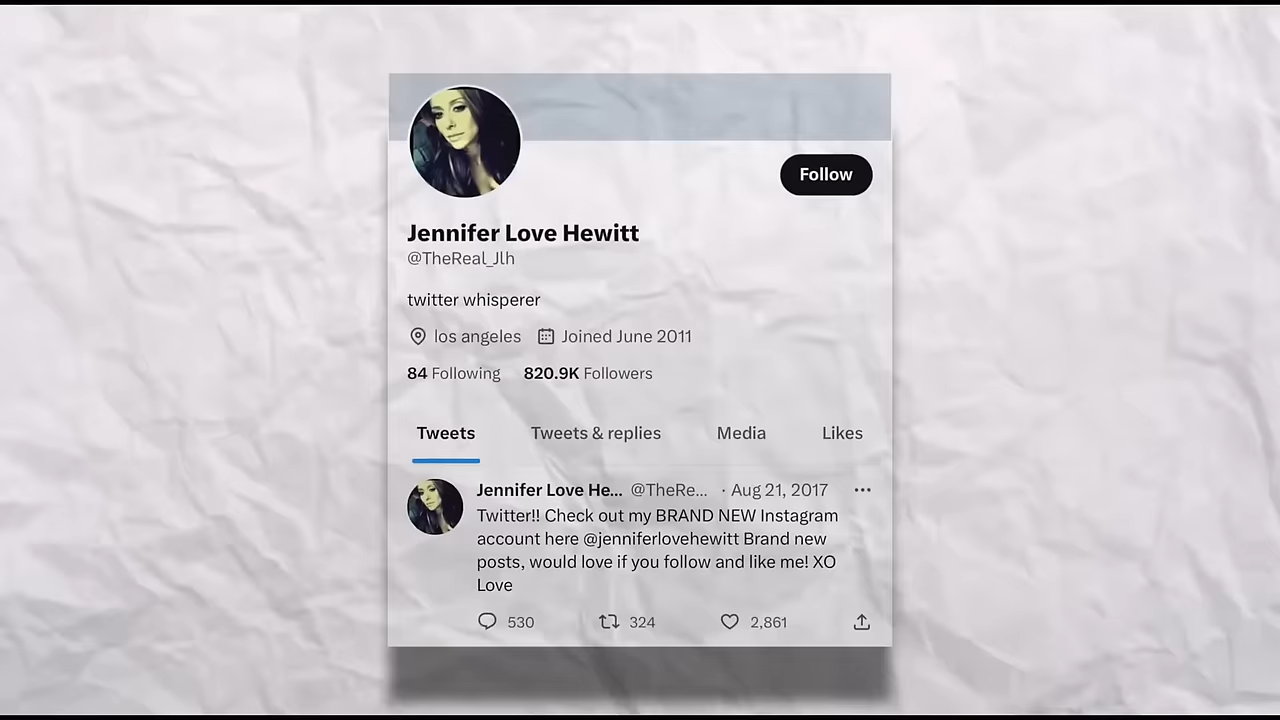 Follow
Jennifer Love Hewitt
@TheReal_Jlh
twitter whisperer
los angeles Joined June 2011
84 Following 820.9K Followers
Tweets Tweets & replies Media Likes
Jennifer Love He... @TheRe... · Aug 21, 2017
Twitter!! Check out my BRAND NEW Instagram
account here @jenniferlovehewitt Brand new
posts, would love if you follow and like me! XO
Love
530 324 2,861